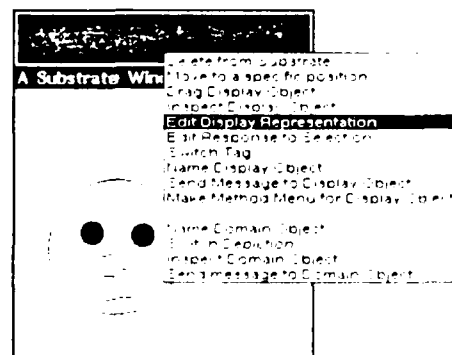 A Substrate Win
Delete from Substrate
Move to a specific position
Drag Display Object
Inspect Display Object
Edit Display Representation
Edit Response to Selection
Switch Tag
Name Display Object
Send Message to Display Object
Make Method Menu for Display Object
Name Domain Object
in Depiction
Inspect Domain Object
Send message to Domain Object